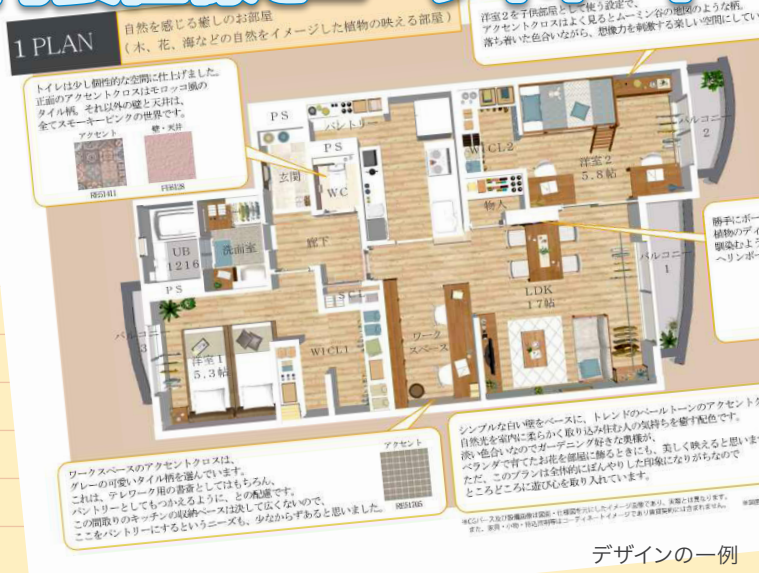 1 PLAN
自然を感じる癒しのお部屋
(木、花、海などの自然をイメージした植物の映える部屋)
洋室2を子供部屋として使う設定で、
アクセントクロスはよく見るとムーミン谷の地図のような柄。
落ち着いた色合いながら、想像力を刺激する楽しい空間にしてい
トイレは少し個性的な空間に仕上げました。
正面のアクセントクロスはモロッコ風の
タイル柄。それ以外の壁と天井は、
全てスモーキーピンクの世界です。
アクセント
壁・天井
RE51411
PS
パントリー
PS
玄関
WC
WICL2
洋室2
5.8帖
バルコニー
2
物入
UB
1216
洗面室
廊下
PS
LDK
17帖
バルコニー
1
勝手にボー
植物のディ
馴染むよう
ヘリンボー
バルコニー
3
洋室1
5.3帖
WICL1
SCL
ワーク
スペース
ワークスペースのアクセントクロスは、
グレーの可愛いタイル柄を選んでいます。
これは、テレワーク用の書斎としてはもちろん、
パントリーとしてもつかえるように、との配慮です。
この間取りのキッチンの収納ベースは決して広くないので、
ここをパントリーにするというニーズも、少なからずあると思いました。
アクセント
シンプルな白い壁をベースに、トレンドのペールトーンのアクセントク
自然光を室内に柔らかく取り込み住む人の気持ちを癒す配色です。
渋い色合いなのでガーデニング好きな奥様が、
ベランダで育てたお花を部屋に飾るときにも、美しく映えると思いま
ただ、このプランは全体的にぼんやりした印象になりがちなので
ところどころに遊び心を取り入れています。
デザインの一例